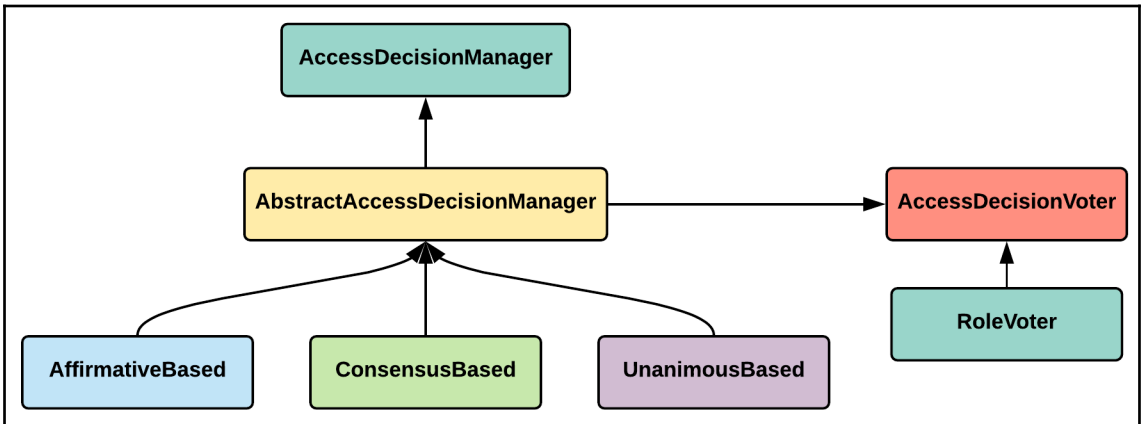 AccessDecisionManager
AbstractAccessDecisionManager
AccessDecisionVoter
RoleVoter
AffirmativeBased
ConsensusBased
UnanimousBased